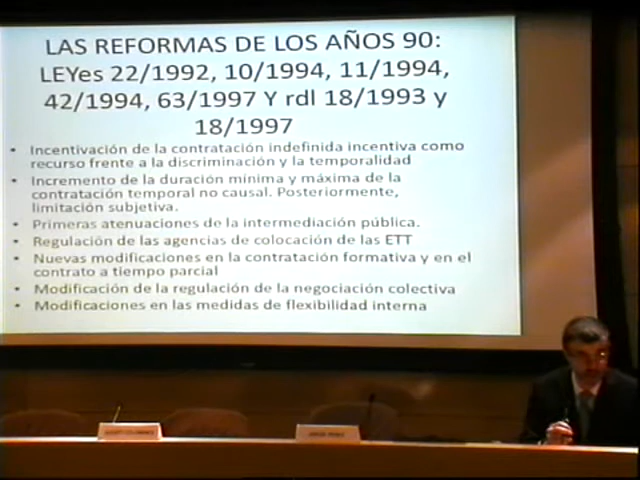 LAS REFORMAS DE LOS AÑOS 90:
LEYes 22/1992, 10/1994, 11/1994,
42/1994, 63/1997 Y rdl 18/1993 y
18/1997
• Incentivación de la contratación indefinida incentiva como
recurso frente a la discriminación y la temporalidad
• Incremento de la duración mínima y máxima de la
contratación temporal no causal. Posteriormente,
limitación subjetiva.
• Primeras atenuaciones de la intermediación pública.
• Regulación de las agencias de colocación de las ETT
• Nuevas modificaciones en la contratación formativa y en el
contrato a tiempo parcial
• Modificación de la regulación de la negociación colectiva
• Modificaciones en las medidas de flexibilidad interna